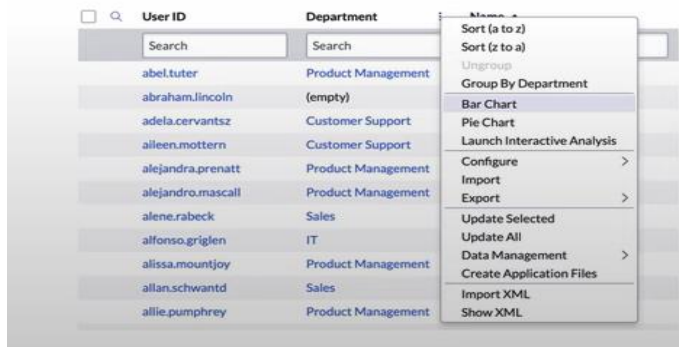 User ID Department Name
Search Search
abel.tuter Product Management
abraham.lincoln (empty)
adela.cervantsz Customer Support
aileen.mottern Customer Support
alejandra.prenatt Product Management
alejandro.mascall Product Management
alene.rabeck Sales
alfonso.griglen IT
alissa.mountjoy Product Management
allan.schwantd Sales
allie.pumphrey Product Management
Sort (a to z)
Sort (z to a)
Ungroup
Group By Department
Bar Chart
Pie Chart
Launch Interactive Analysis
Configure
Import
Export
Update Selected
Update All
Data Management
Create Application Files
Import XML
Show XML